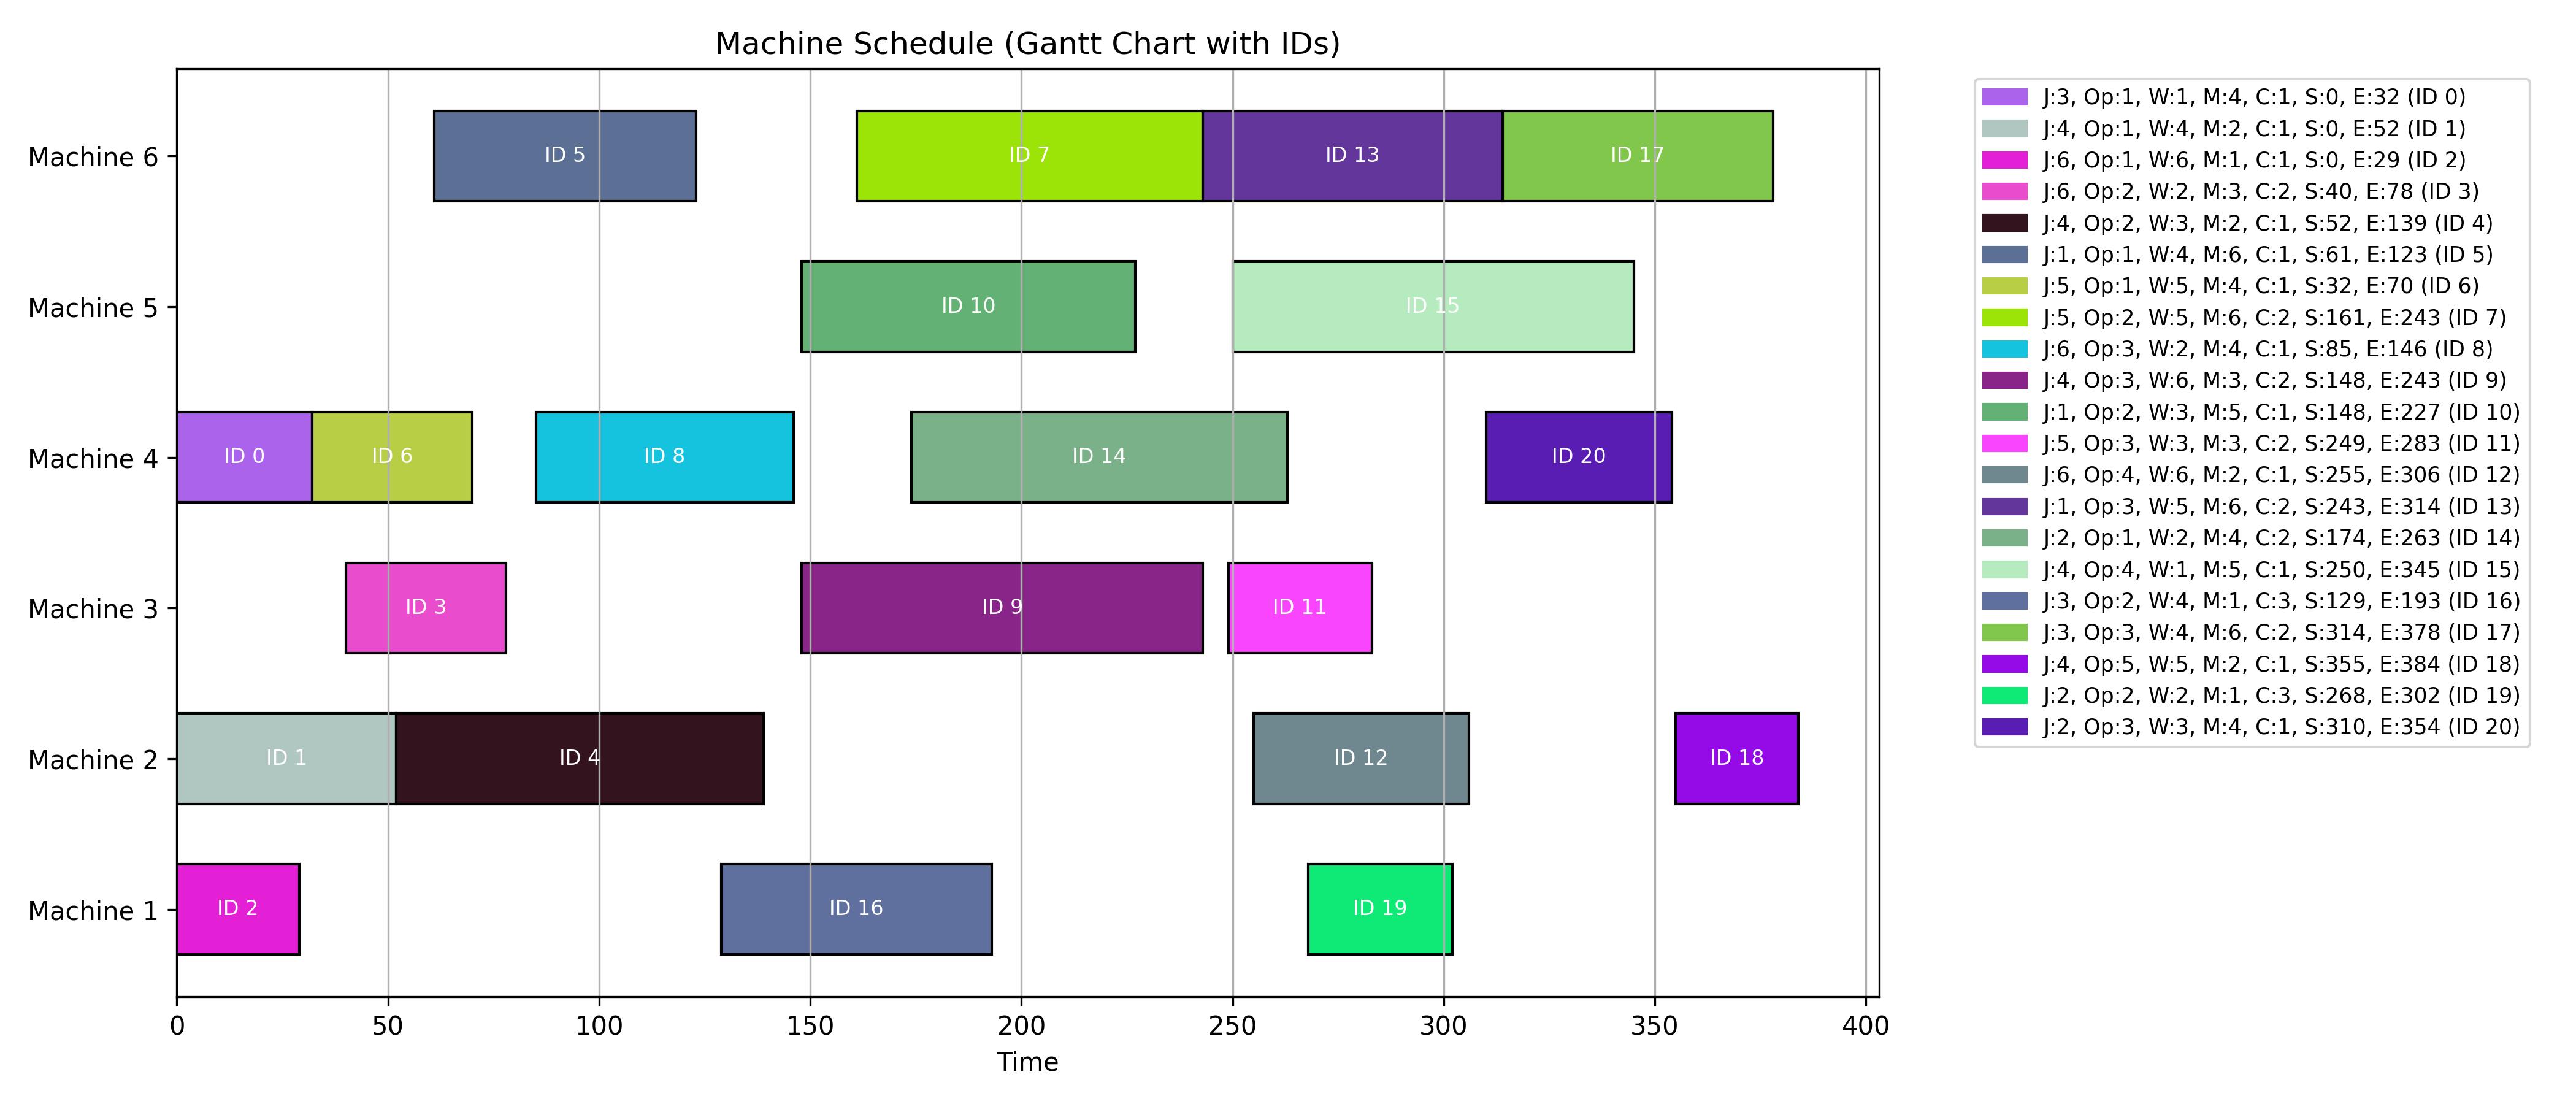 Machine Schedule (Gantt Chart with IDs)
Machine 6
ID 5
ID 7
ID 13
ID 17
Machine 5
ID 10
ID 15
Machine 4
ID 0
ID 6
ID 8
ID 14
ID 20
Machine 3
ID 3
ID 9
ID 11
Machine 2
ID 1
ID 4
ID 12
ID 18
Machine 1
ID 2
ID 16
ID 19
0 50 100 150 200 250 300 350 400
Time
J:3, Op:1, W:1, M:4, C:1, S:0, E:32 (ID 0)
J:4, Op:1, W:4, M:2, C:1, S:0, E:52 (ID 1)
J:6, Op:1, W:6, M:1, C:1, S:0, E:29 (ID 2)
J:6, Op:2, W:2, M:3, C:2, S:40, E:78 (ID 3)
J:4, Op:2, W:3, M:2, C:1, S:52, E:139 (ID 4)
J:1, Op:1, W:4, M:6, C:1, S:61, E:123 (ID 5)
J:5, Op:1, W:5, M:4, C:1, S:32, E:70 (ID 6)
J:5, Op:2, W:5, M:6, C:2, S:161, E:243 (ID 7)
J:6, Op:3, W:2, M:4, C:1, S:85, E:146 (ID 8)
J:4, Op:3, W:6, M:3, C:2, S:148, E:243 (ID 9)
J:1, Op:2, W:3, M:5, C:1, S:148, E:227 (ID 10)
J:5, Op:3, W:3, M:3, C:2, S:249, E:283 (ID 11)
J:6, Op:4, W:6, M:2, C:1, S:255, E:306 (ID 12)
J:1, Op:3, W:5, M:6, C:2, S:243, E:314 (ID 13)
J:2, Op:1, W:2, M:4, C:2, S:174, E:263 (ID 14)
J:4, Op:4, W:1, M:5, C:1, S:250, E:345 (ID 15)
J:3, Op:2, W:4, M:1, C:3, S:129, E:193 (ID 16)
J:3, Op:3, W:4, M:6, C:2, S:314, E:378 (ID 17)
J:4, Op:5, W:5, M:2, C:1, S:355, E:384 (ID 18)
J:2, Op:2, W:2, M:1, C:3, S:268, E:302 (ID 19)
J:2, Op:3, W:3, M:4, C:1, S:310, E:354 (ID 20)